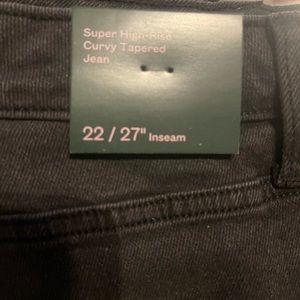 Super High-Rise
Curvy Tapered
Jean
22 / 27" Inseam